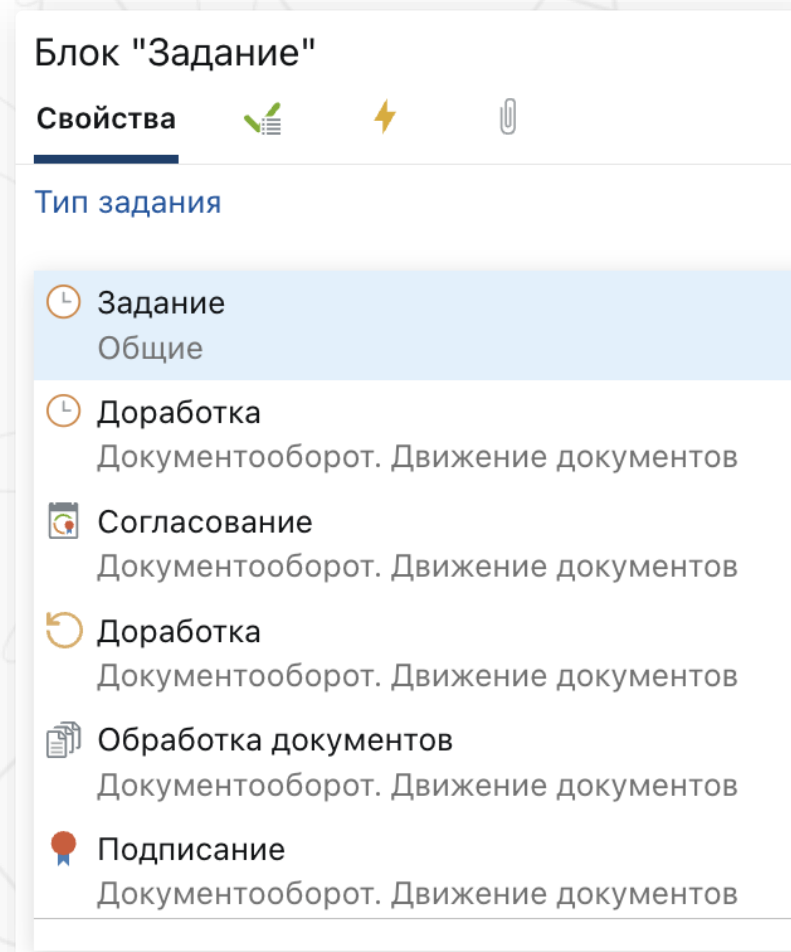 Блок "Задание"
Свойства
Тип задания
Задание
Общие
Доработка
Документооборот. Движение документов
Согласование
Документооборот. Движение документов
Доработка
Документооборот. Движение документов
Обработка документов
Документооборот. Движение документов
Подписание
Документооборот. Движение документов